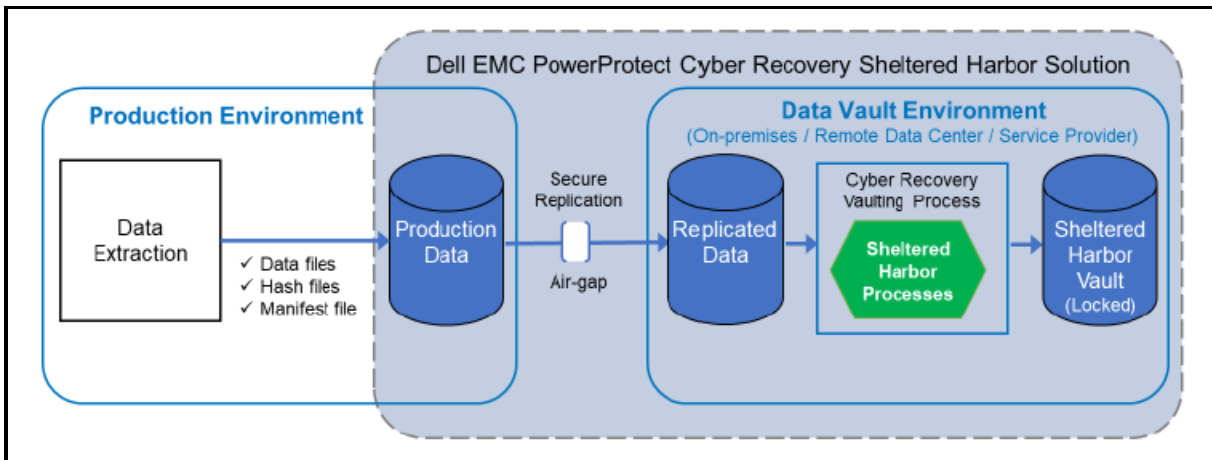 Dell EMC PowerProtect Cyber Recovery Sheltered Harbor Solution
Production Environment
Data Extraction
✓ Data files
✓ Hash files
✓ Manifest file
Production
Data
Secure
Replication
Air-gap
Data Vault Environment
(On-premises / Remote Data Center / Service Provider)
Replicated
Data
Cyber Recovery
Vaulting Process
Sheltered
Harbor
Processes
Sheltered
Harbor
Vault
(Locked)